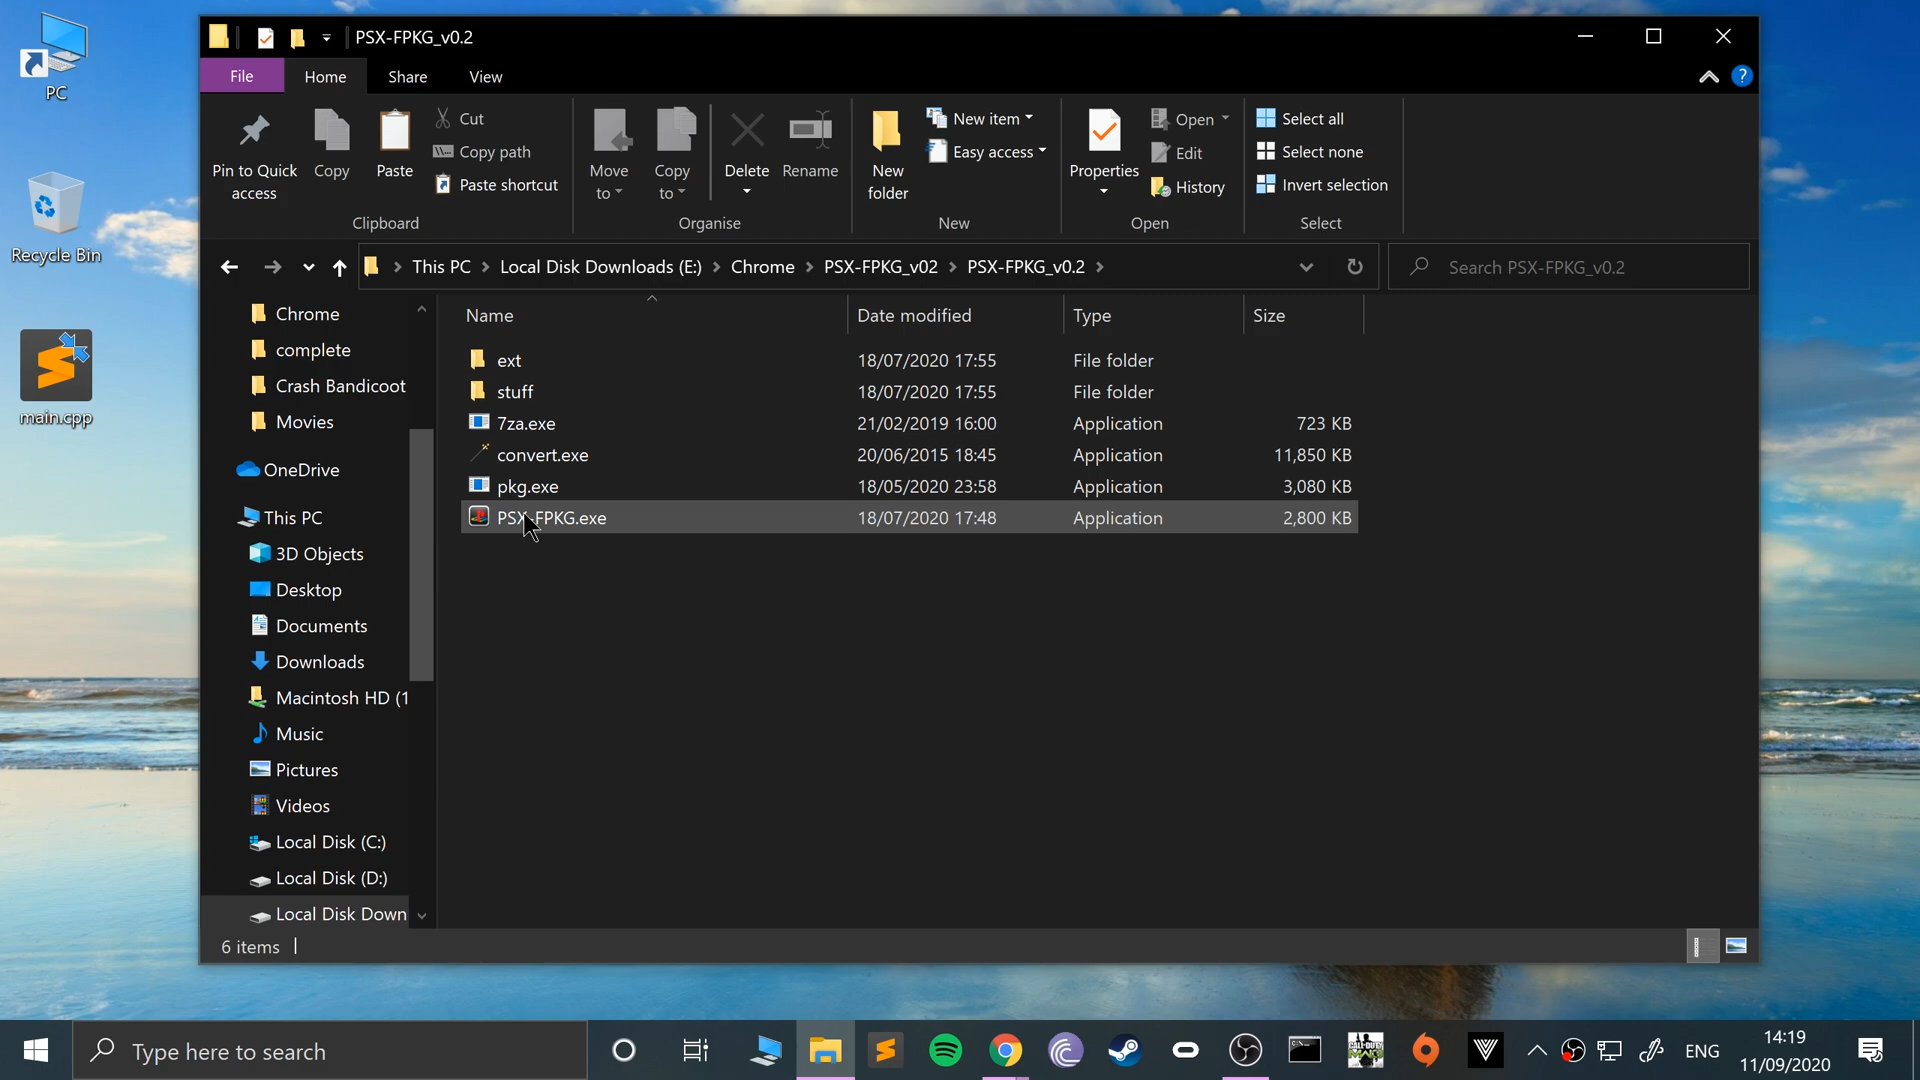 PC
Recycle Bin
main.cpp
PSX-FPKG_v0.2
File
Home
Share
View
?
Pin to Quick
access
Copy
Paste
Cut
Copy path
Paste shortcut
Clipboard
Move
to
Copy
to
Delete
Rename
Organise
New
folder
New item
Easy access
New
Properties
Open
Edit
History
Open
Select all
Select none
Invert selection
Select
This PC
Local Disk Downloads (E:)
Chrome
PSX-FPKG_v02
PSX-FPKG_v0.2
Search PSX-FPKG_v0.2
Chrome
complete
Crash Bandicoot
Movies
OneDrive
This PC
3D Objects
Desktop
Documents
Downloads
Macintosh HD (1
Music
Pictures
Videos
Local Disk (C:)
Local Disk (D:)
Local Disk Down
Name Date modified Type Size
ext 18/07/2020 17:55 File folder
stuff 18/07/2020 17:55 File folder
7za.exe 21/02/2019 16:00 Application 723 KB
convert.exe 20/06/2015 18:45 Application 11,850 KB
pkg.exe 18/05/2020 23:58 Application 3,080 KB
PSX-FPKG.exe 18/07/2020 17:48 Application 2,800 KB
6 items
Type here to search
ENG
14:19
11/09/2020